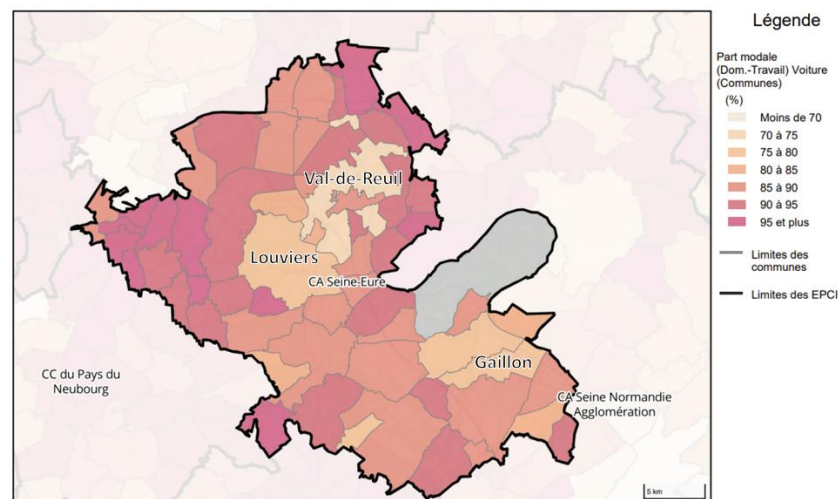 Légende
Part modale
(Dom.-Travail) Voiture
(Communes)
(%)
Moins de 70
70 à 75
75 à 80
80 à 85
85 à 90
90 à 95
95 et plus
Limites des
communes
Limites des EPCI
Val-de-Reuil
Louviers
CA Seine-Eure
Gaillon
CC du Pays du
Neubourg
CA Seine Normandie
Agglomération
5 km